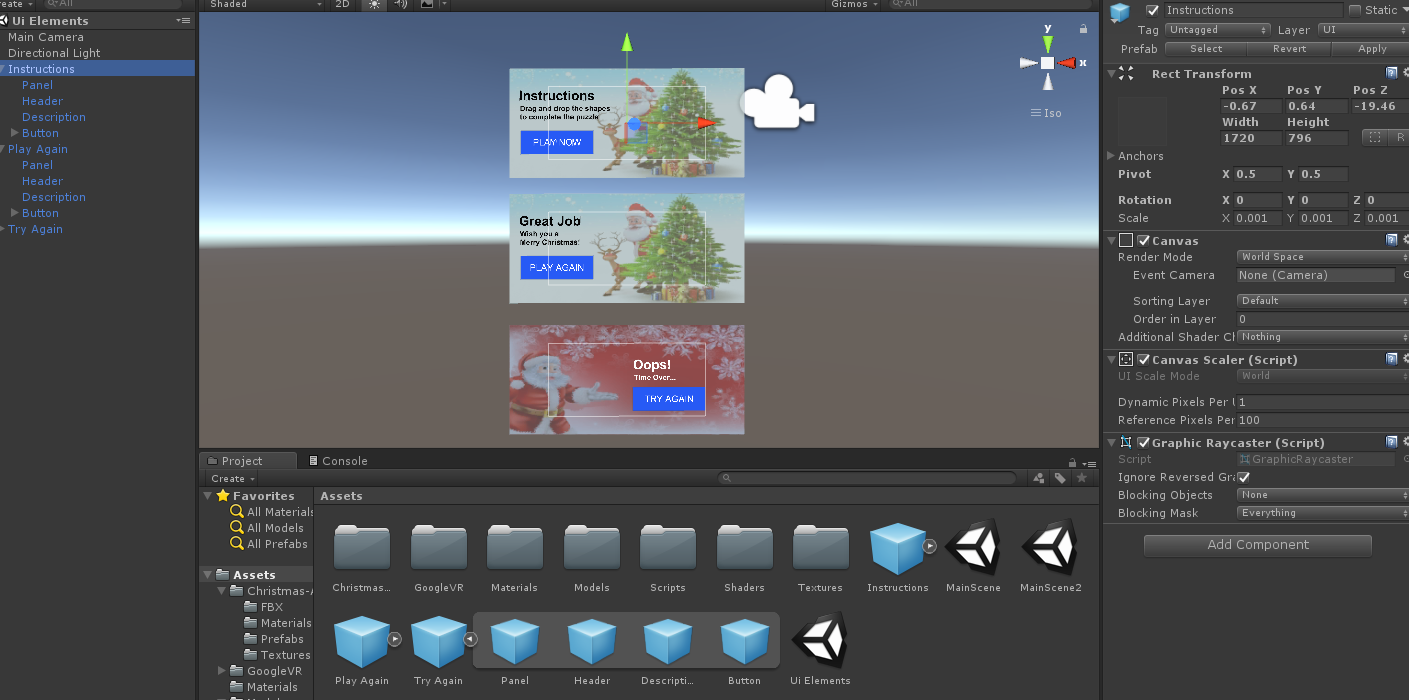 Shaded
2D
Gizmos
All
reate
All
Ui Elements
Main Camera
Directional Light
Instructions
Panel
Header
Description
Button
Play Again
Panel
Header
Description
Button
Try Again
y
x
Iso
Instructions
Drag and drop the shapes
to complete the puzzle
PLAY NOW
Great Job
Wish you a
Merry Christmas!
PLAY AGAIN
Oops!
Time Over...
TRY AGAIN
Project
Console
Create
Favorites
All Materials
All Models
All Prefabs
Assets
Christmas-A
FBX
Materials
Prefabs
Textures
GoogleVR
Materials
Assets
Christmas...
GoogleVR
Materials
Models
Scripts
Shaders
Textures
Instructions
MainScene
MainScene2
Play Again
Try Again
Panel
Header
Descripti...
Button
Ui Elements
Instructions
Static
Tag Untagged Layer UI
Prefab Select Revert Apply
Rect Transform
Pos X Pos Y Pos Z
-0.67 0.64 -19.46
Width Height
1720 796
R
Anchors
Pivot X 0.5 Y 0.5
Rotation X 0 Y 0 Z 0
Scale X 0.001 Y 0.001 Z 0.001
Canvas
Render Mode World Space
Event Camera None (Camera)
Sorting Layer Default
Order in Layer 0
Additional Shader Ch Nothing
Canvas Scaler (Script)
UI Scale Mode World
Dynamic Pixels Per U 1
Reference Pixels Per 100
Graphic Raycaster (Script)
Script GraphicRaycaster
Ignore Reversed Gra
Blocking Objects None
Blocking Mask Everything
Add Component